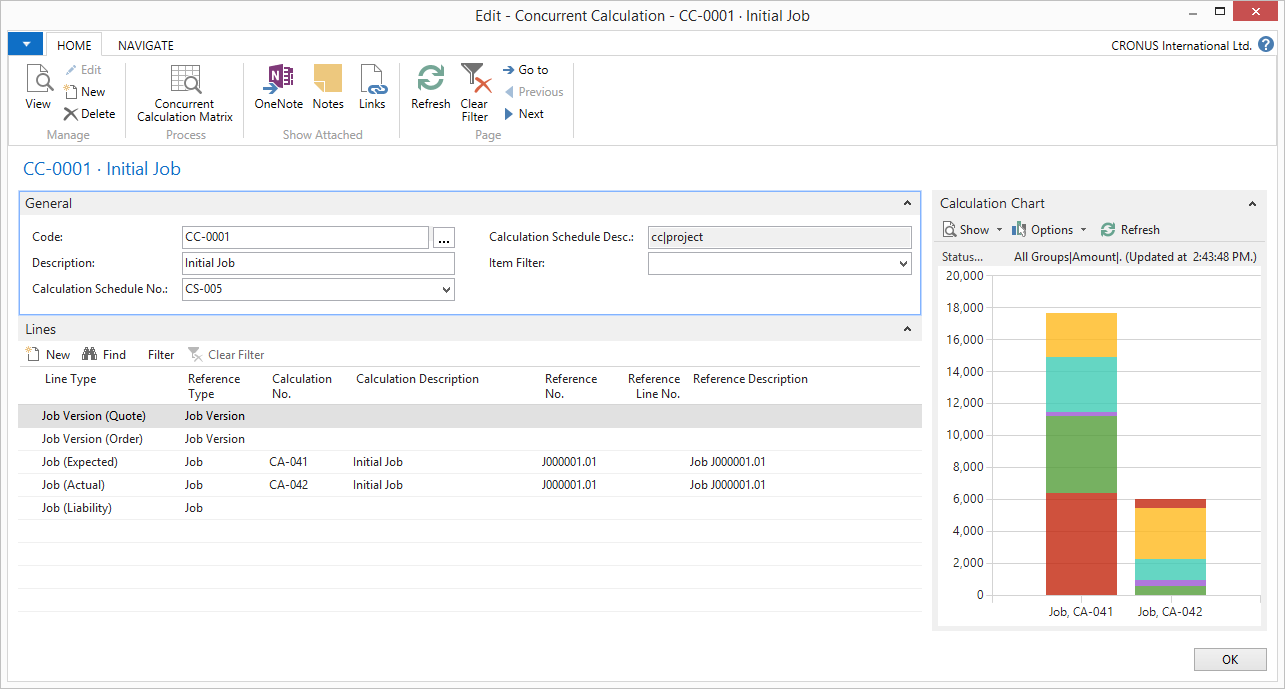 Edit - Concurrent Calculation - CC-0001 · Initial Job
HOME NAVIGATE CRONUS International Ltd. ?
View
Edit
New
Delete
Manage
Concurrent
Calculation Matrix
Process
OneNote Notes Links
Show Attached
Refresh
Clear
Filter
Go to
Previous
Next
Page
CC-0001 · Initial Job
General
Code: CC-0001 ... Calculation Schedule Desc.: cc|project
Description: Initial Job Item Filter:
Calculation Schedule No.: CS-005
Lines
New Find Filter Clear Filter
Line Type Reference Type Calculation No. Calculation Description Reference No. Reference Line No. Reference Description
Job Version (Quote) Job Version
Job Version (Order) Job Version
Job (Expected) Job CA-041 Initial Job J000001.01 Job J000001.01
Job (Actual) Job CA-042 Initial Job J000001.01 Job J000001.01
Job (Liability) Job
Calculation Chart
Show Options Refresh
Status... All Groups|Amount|. (Updated at 2:43:48 PM.)
20,000
18,000
16,000
14,000
12,000
10,000
8,000
6,000
4,000
2,000
0
Job, CA-041 Job, CA-042
OK